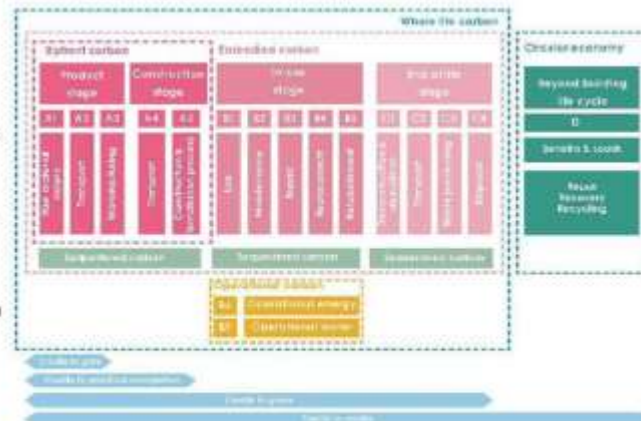 Whole life carbon
Upfront carbon
Embodied carbon
Circular economy
Product
stage
Construction
stage
In-use
stage
End of life
stage
Beyond building
life cycle
A1
A2
A3
A4
A5
B1
B2
B3
B4
B5
C1
C2
C3
C4
D
Benefits & loads
Transport
Manufacturing
Transport
Construction &
installation process
Use
Maintenance
Repair
Replacement
Refurbishment
Transport
Waste processing
Disposal
Reuse
Recovery
Recycling
Sequestered carbon
Sequestered carbon
Sequestered carbon
Operational carbon
B6
Operational energy
B7
Operational water
Cradle to gate
Cradle to practical completion
Cradle to grave